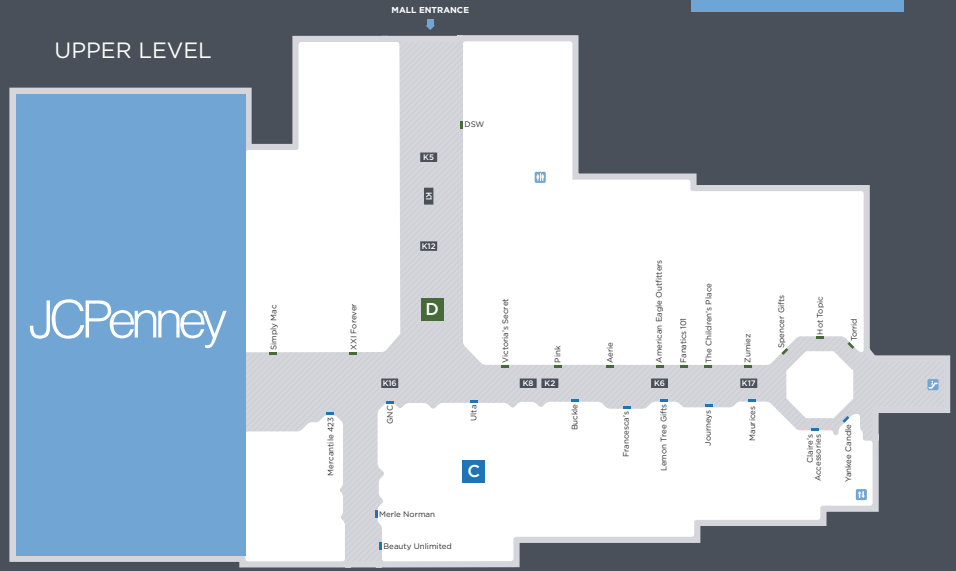 MALL ENTRANCE
UPPER LEVEL
DSW
K5
K1
K12
D
JCPenney
Simply Mac
XXI Forever
Victoria's Secret
Pink
Aerie
American Eagle Outfitters
Fanatics 101
The Children's Place
Zumiez
Spencer Gifts
Hot Topic
Torrid
K16
K8
K2
K6
K17
Mercantile 423
GNC
Ulta
Buckle
Francesca's
Lemon Tree Gifts
Journeys
Maurices
Claire's
Accessories
Yankee Candle
C
Merle Norman
Beauty Unlimited